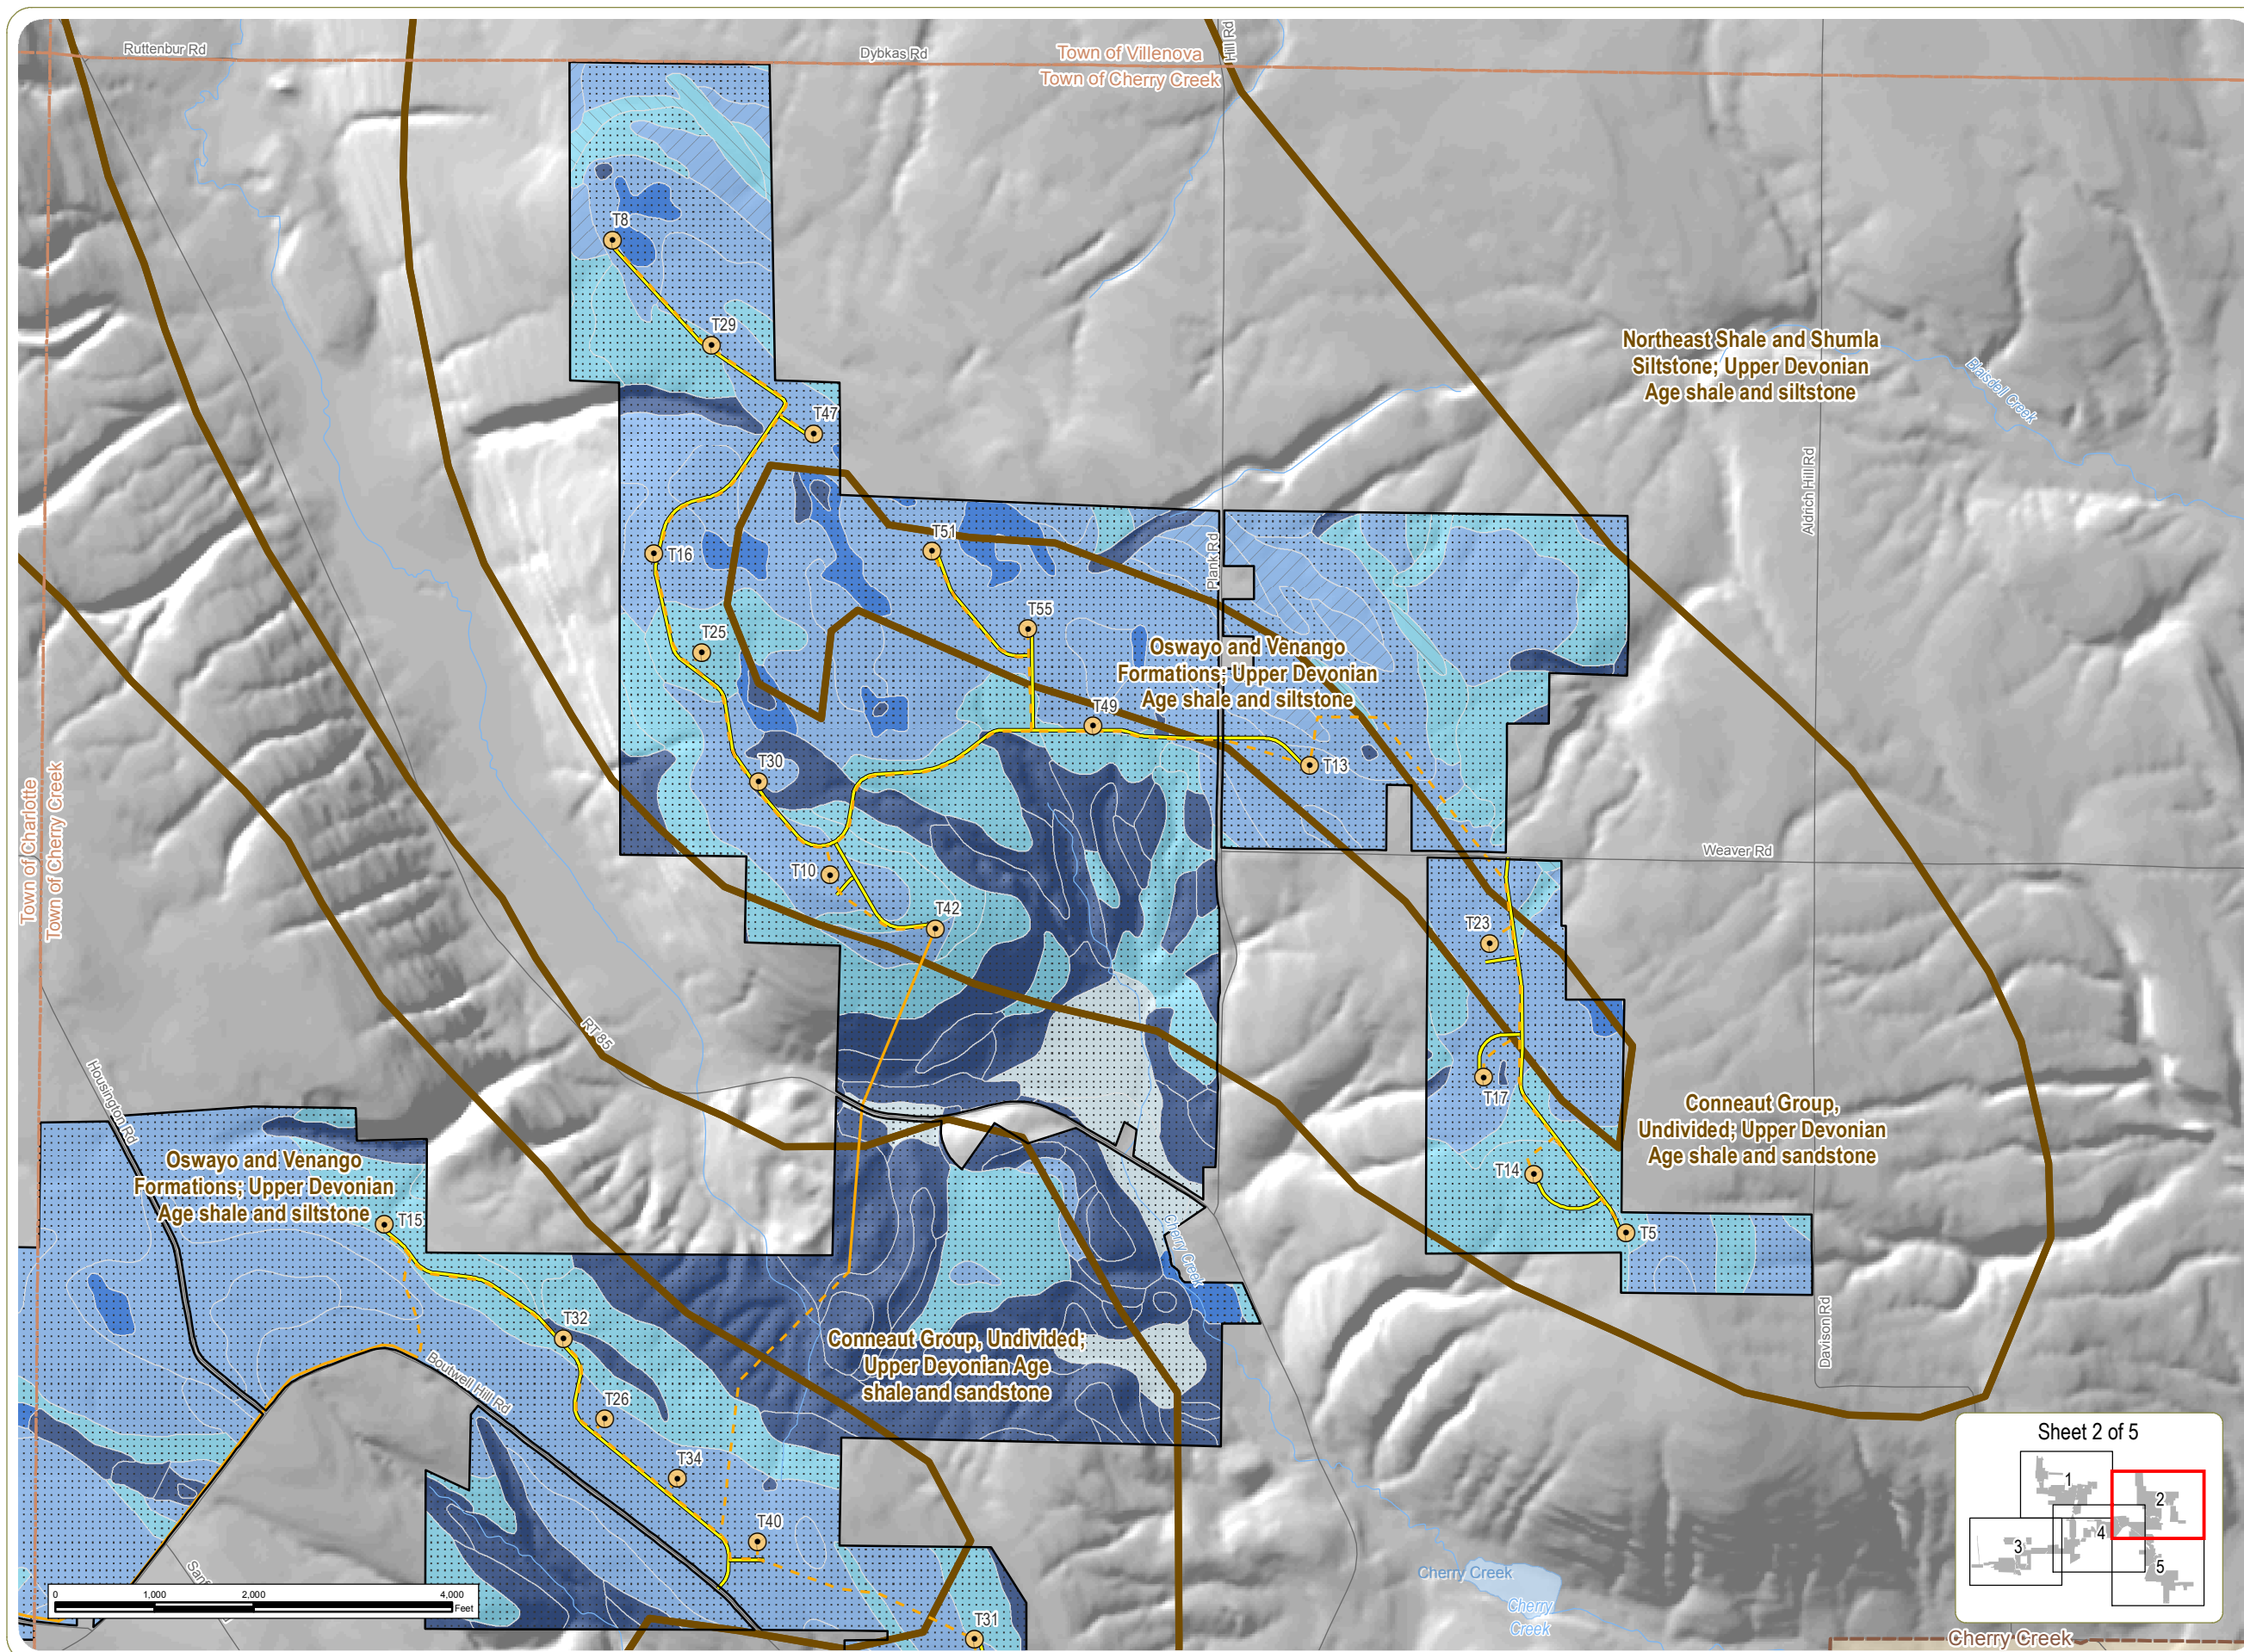 Ruttenbur Rd
Dybkas Rd
Town of Villenova
Town of Cherry Creek
Hill Rd
T8
T29
T47
Northeast Shale and Shumla
Siltstone; Upper Devonian
Age shale and siltstone
Blaisdell Creek
Aldrich Hill Rd
T51
Plank Rd
T16
T55
T25
Oswayo and Venango
Formations; Upper Devonian
Age shale and siltstone
T49
T13
T30
Town of Charlotte
Town of Cherry Creek
Weaver Rd
T10
T42
T23
RT 85
Housington Rd
T17
Conneaut Group,
Undivided; Upper Devonian
Age shale and sandstone
Oswayo and Venango
Formations; Upper Devonian
Age shale and siltstone
T15
T14
T5
Cherry Creek
T32
Davison Rd
Conneaut Group, Undivided;
Upper Devonian Age
shale and sandstone
Boutwell Hill Rd
T26
T34
T40
T31
Cherry Creek
Cherry
Creek
0 1,000 2,000 4,000
Feet
Sheet 2 of 5
1
2
3
4
5
Cherry Creek